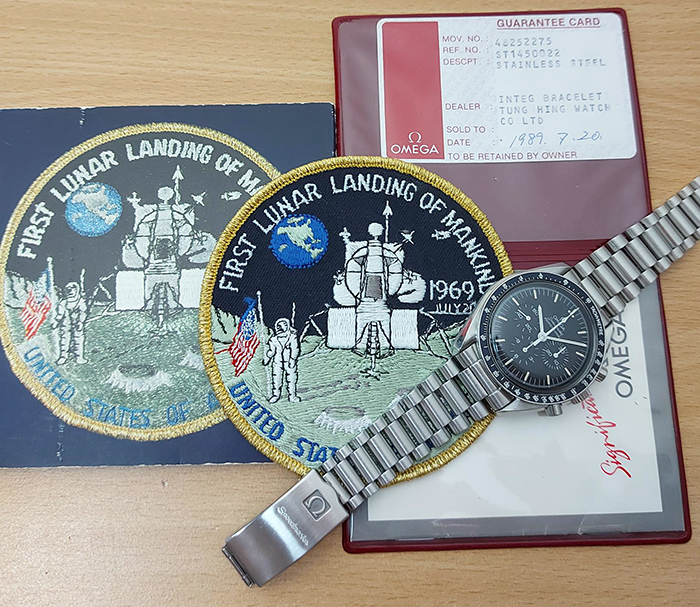 GUARANTEE CARD
MOV. NO. : 48252275
REF. NO. : ST1450022
DESCPT. : STAINLESS STEEL
INTEG BRACELET
DEALER : TUNG HING WATCH
CO LTD
SOLD TO :
DATE : 1989. 7. 20.
TO BE RETAINED BY OWNER
Ω
OMEGA
FIRST LUNAR LANDING OF MAN
UNITED STATES OF
FIRST LUNAR LANDING OF MANKIND
1969
JULY 20
UNITED STATES
OMEGA
Ω
Speedmaster